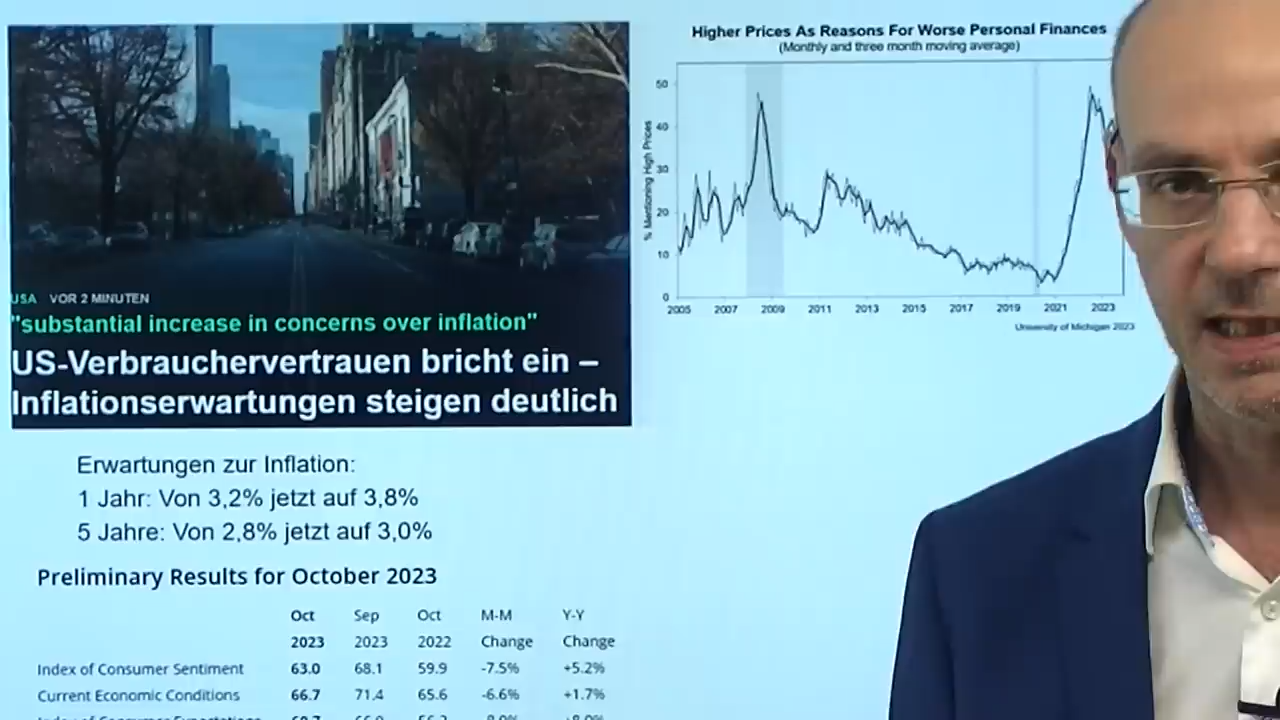 USA VOR 2 MINUTEN
"substantial increase in concerns over inflation"
US-Verbrauchervertrauen bricht ein –
Inflationserwartungen steigen deutlich
Erwartungen zur Inflation:
1 Jahr: Von 3,2% jetzt auf 3,8%
5 Jahre: Von 2,8% jetzt auf 3,0%
Preliminary Results for October 2023
Oct Sep Oct M-M Y-Y
2023 2023 2022 Change Change
Index of Consumer Sentiment 63.0 68.1 59.9 -7.5% +5.2%
Current Economic Conditions 66.7 71.4 65.6 -6.6% +1.7%
Higher Prices As Reasons For Worse Personal Finances
(Monthly and three month moving average)
% Mentioning High Prices
50
40
30
20
10
0
2005 2007 2009 2011 2013 2015 2017 2019 2021 2023
University of Michigan 2023